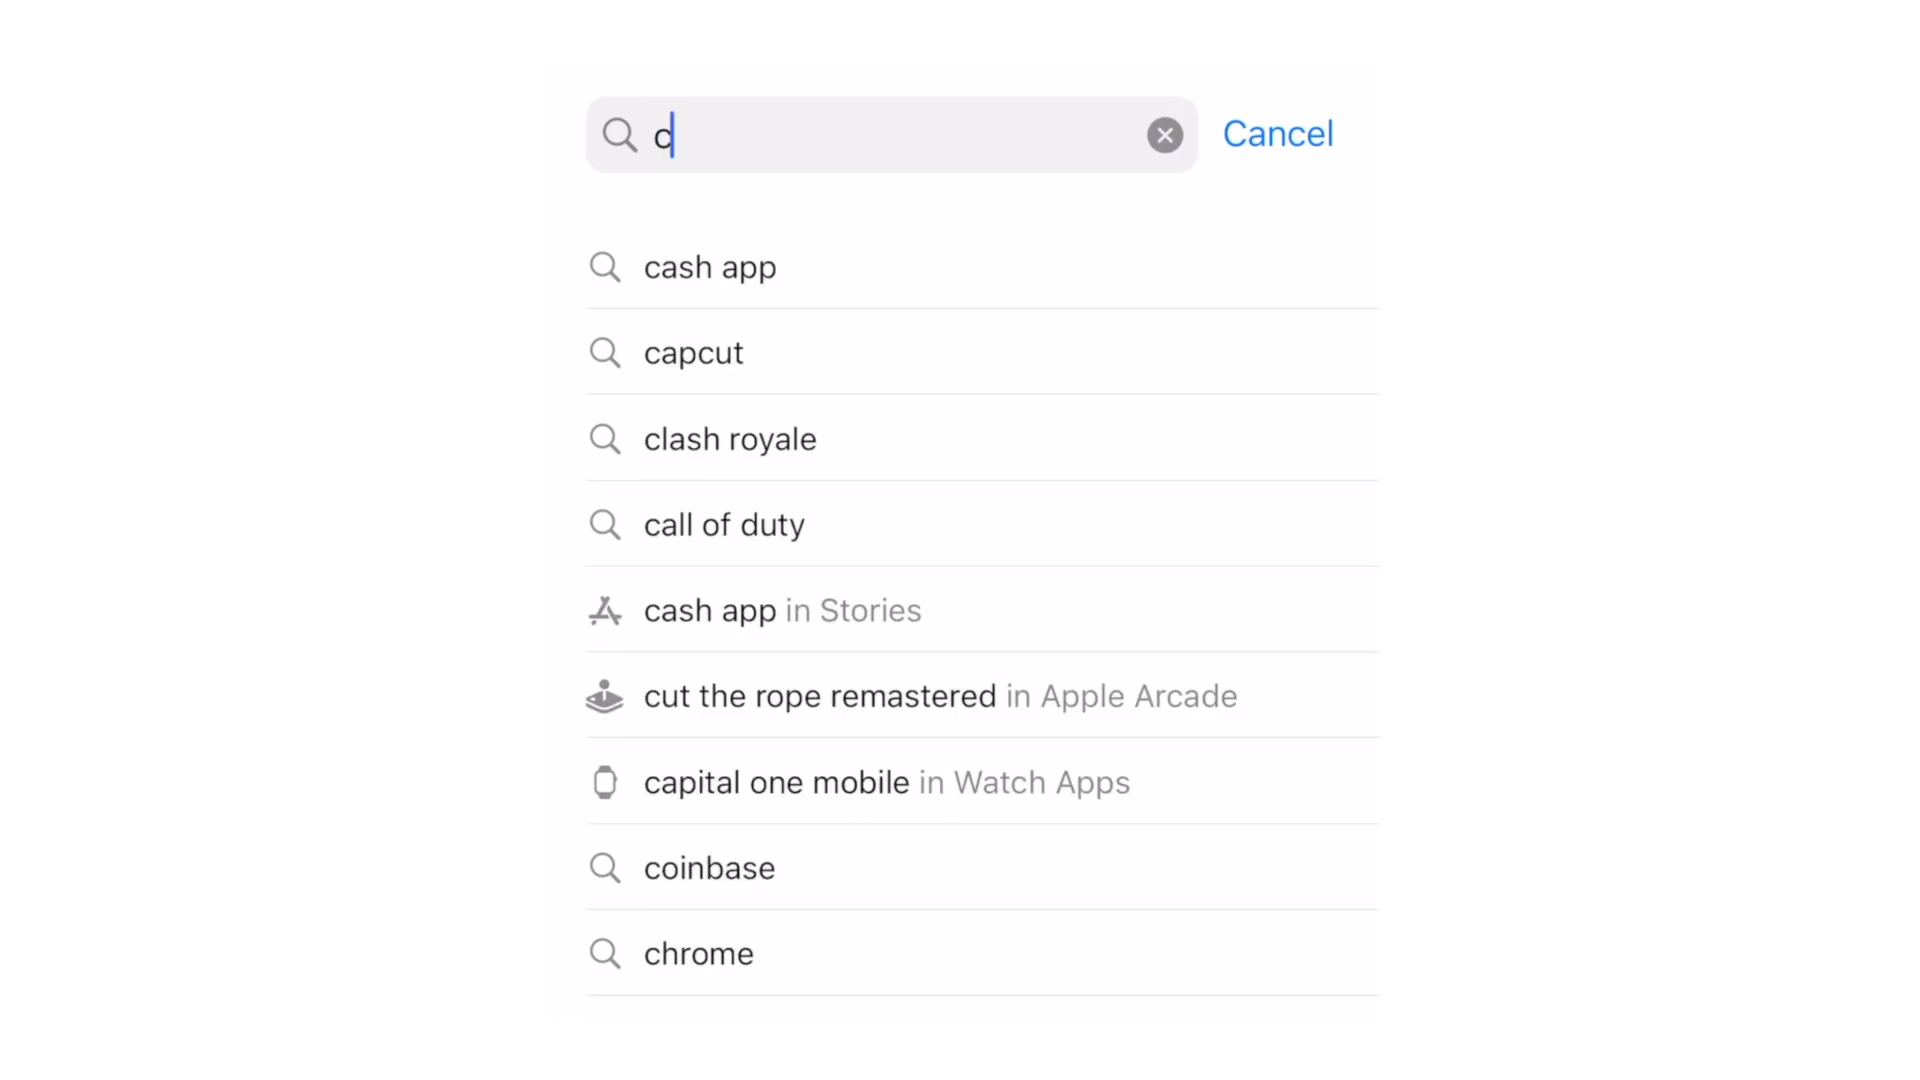 c Cancel
cash app
capcut
clash royale
call of duty
cash app in Stories
cut the rope remastered in Apple Arcade
capital one mobile in Watch Apps
coinbase
chrome